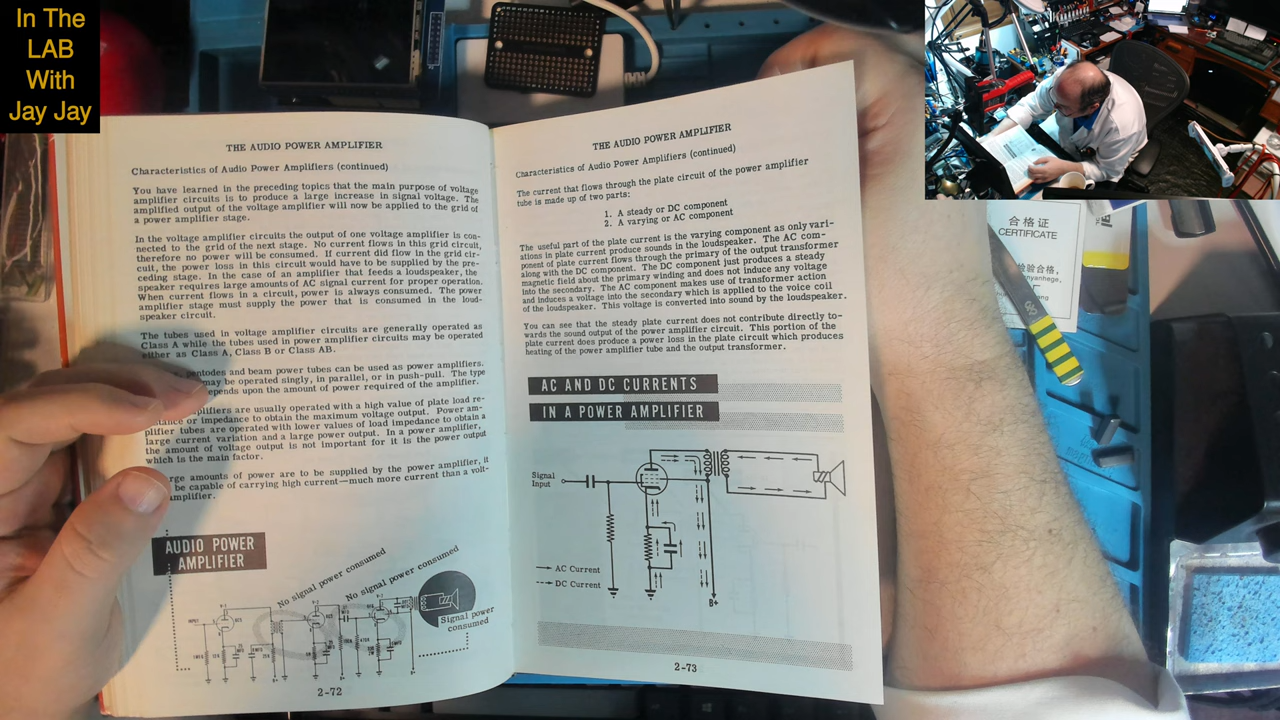 In The
LAB
With
Jay Jay
THE AUDIO POWER AMPLIFIER
Characteristics of Audio Power Amplifiers (continued)
You have learned in the preceding topics that the main purpose of voltage
amplifier circuits is to produce a large increase in signal voltage. The
amplified output of the voltage amplifier will now be applied to the grid of
a power amplifier stage.
In the voltage amplifier circuits the output of one voltage amplifier is con-
nected to the grid of the next stage. No current flows in this grid circuit,
therefore no power will be consumed. If current did flow in the grid cir-
cuit, the power loss in this circuit would have to be supplied by the pre-
ceding stage. In the case of an amplifier that feeds a loudspeaker, the
speaker requires large amounts of AC signal current for proper operation.
When current flows in a circuit, power is always consumed. The power
amplifier stage must supply the power that is consumed in the loud-
speaker circuit.
The tubes used in voltage amplifier circuits are generally operated as
Class A while the tubes used in power amplifier circuits may be operated
either as Class A, Class B or Class AB.
pentodes and beam power tubes can be used as power amplifiers.
may be operated singly, in parallel, or in push-pull. The type
depends upon the amount of power required of the amplifier.
amplifiers are usually operated with a high value of plate load re-
sistance or impedance to obtain the maximum voltage output. Power am-
plifier tubes are operated with lower values of load impedance to obtain a
large current variation and a large power output. In a power amplifier,
the amount of voltage output is not important for it is the power output
which is the main factor.
large amounts of power are to be supplied by the power amplifier, it
be capable of carrying high current—much more current than a volt-
amplifier.
AUDIO POWER
AMPLIFIER
No signal power consumed
No signal power consumed
Signal power
consumed
INPUT
2-72
THE AUDIO POWER AMPLIFIER
Characteristics of Audio Power Amplifiers (continued)
The current that flows through the plate circuit of the power amplifier
tube is made up of two parts:
1. A steady or DC component
2. A varying or AC component
The useful part of the plate current is the varying component as only vari-
ations in plate current produce sounds in the loudspeaker. The AC com-
ponent of plate current flows through the primary of the output transformer
along with the DC component. The DC component just produces a steady
magnetic field about the primary winding and does not induce any voltage
into the secondary. The AC component makes use of transformer action
and induces a voltage into the secondary which is applied to the voice coil
of the loudspeaker. This voltage is converted into sound by the loudspeaker.
You can see that the steady plate current does not contribute directly to-
wards the sound output of the power amplifier circuit. This portion of the
plate current does produce a power loss in the plate circuit which produces
heating of the power amplifier tube and the output transformer.
AC AND DC CURRENTS
IN A POWER AMPLIFIER
Signal
Input
AC Current
DC Current
B+
2-73
合格证
CERTIFICATE